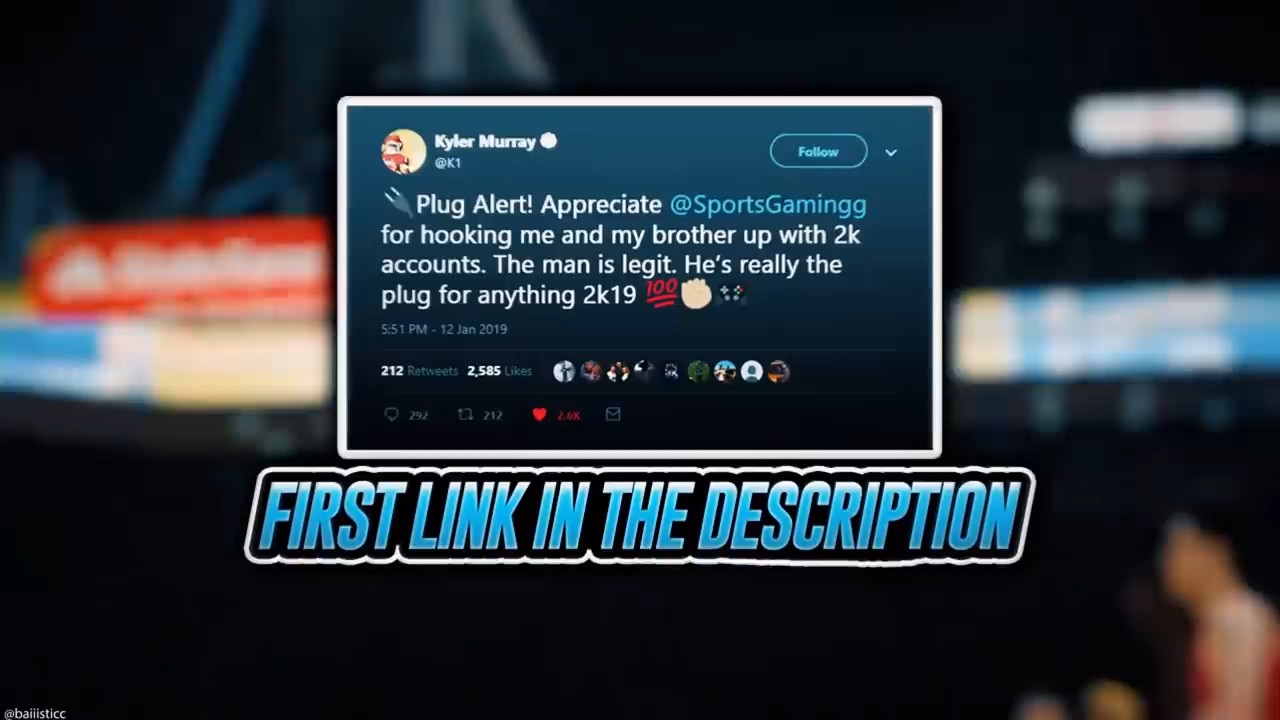 Kyler Murray
@K1
Follow
Plug Alert! Appreciate @SportsGamingg
for hooking me and my brother up with 2k
accounts. The man is legit. He's really the
plug for anything 2k19 💯✊🏼🎮
5:51 PM - 12 Jan 2019
212 Retweets 2,585 Likes
292 212 2.6K
FIRST LINK IN THE DESCRIPTION
@baiiisticc